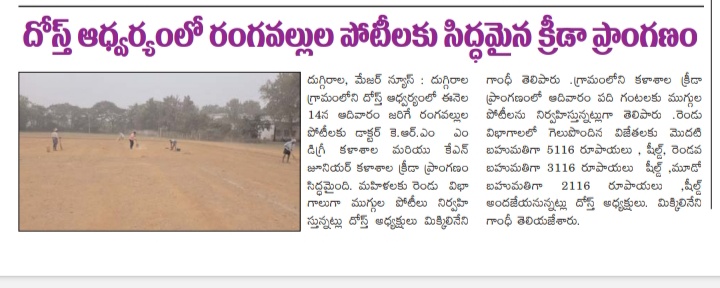 దోస్త్ ఆధ్వర్యంలో రంగవల్లుల పోటీలకు సిద్ధమైన క్రీడా ప్రాంగణం
దుగ్గిరాల, మేజర్ న్యూస్ : దుగ్గిరాల
గ్రామంలోని దోస్త్ ఆధ్వర్యంలో ఈనెల
14న ఆదివారం జరిగే రంగవల్లుల
పోటీలకు డాక్టర్ కె.ఆర్.ఎం ఎం
డిగ్రీ కళాశాల మరియు కేఎన్
జూనియర్ కళాశాల క్రీడా ప్రాంగణం
సిద్ధమైంది. మహిళలకు రెండు విభా
గాలుగా ముగ్గుల పోటీలు నిర్వహి
స్తున్నట్లు దోస్త్ అధ్యక్షులు మిక్కిలినేని
గాంధీ తెలిపారు .గ్రామంలోని కళాశాల క్రీడా
ప్రాంగణంలో ఆదివారం పది గంటలకు ముగ్గుల
పోటీలను నిర్వహిస్తున్నట్లుగా తెలిపారు .రెండు
విభాగాలలో గెలుపొందిన విజేతలకు మొదటి
బహుమతిగా 5116 రూపాయలు , షీల్డ్, రెండవ
బహుమతిగా 3116 రూపాయలు షీల్డ్ ,మూడో
బహుమతిగా 2116 రూపాయలు ,షీల్డ్
అందజేయనున్నట్లు దోస్త్ అధ్యక్షులు. మిక్కిలినేని
గాంధీ తెలియజేశారు.